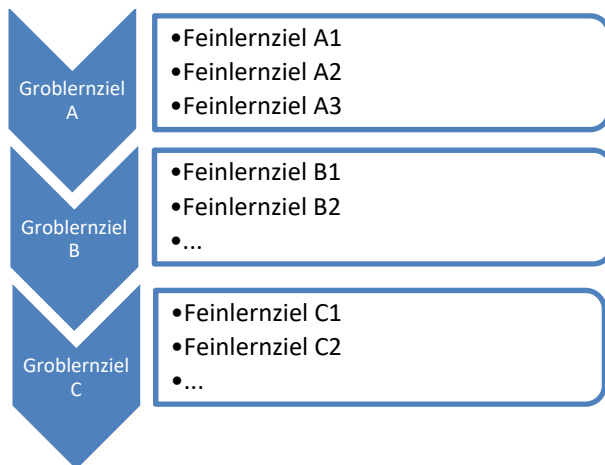 Groblernziel
A
•Feinlernziel A1
•Feinlernziel A2
•Feinlernziel A3
Groblernziel
B
•Feinlernziel B1
•Feinlernziel B2
•...
Groblernziel
C
•Feinlernziel C1
•Feinlernziel C2
•...